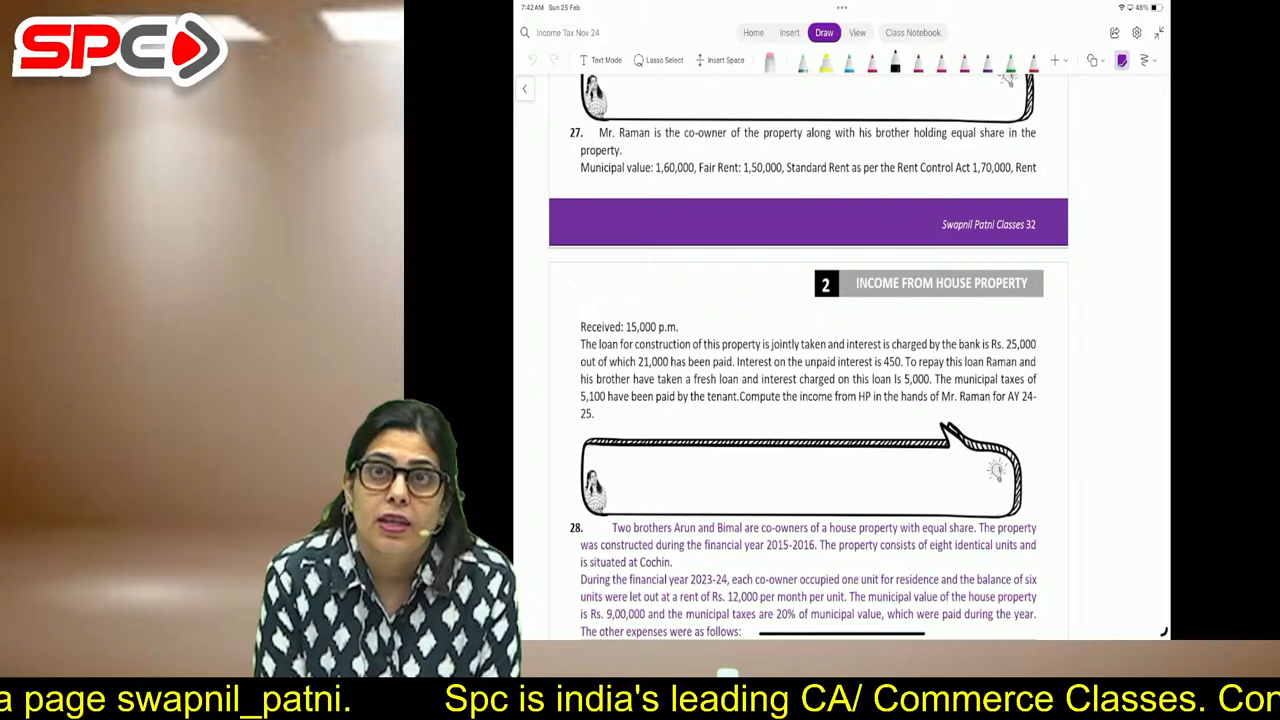 SPC
7:42AM Sun 25 Feb
48%
Income Tax Nov 24
Home Insert Draw View Class Notebook
Text Mode Lasso Select Insert Space
27. Mr. Raman is the co-owner of the property along with his brother holding equal share in the
property.
Municipal value: 1,60,000, Fair Rent: 1,50,000, Standard Rent as per the Rent Control Act 1,70,000, Rent
Swapnil Patni Classes 32
2 INCOME FROM HOUSE PROPERTY
Received: 15,000 p.m.
The loan for construction of this property is jointly taken and interest is charged by the bank is Rs. 25,000
out of which 21,000 has been paid. Interest on the unpaid interest is 450. To repay this loan Raman and
his brother have taken a fresh loan and interest charged on this loan Is 5,000. The municipal taxes of
5,100 have been paid by the tenant.Compute the income from HP in the hands of Mr. Raman for AY 24-
25.
28. Two brothers Arun and Bimal are co-owners of a house property with equal share. The property
was constructed during the financial year 2015-2016. The property consists of eight identical units and
is situated at Cochin.
During the financial year 2023-24, each co-owner occupied one unit for residence and the balance of six
units were let out at a rent of Rs. 12,000 per month per unit. The municipal value of the house property
is Rs. 9,00,000 and the municipal taxes are 20% of municipal value, which were paid during the year.
The other expenses were as follows:
a page swapnil_patni. Spc is india's leading CA/ Commerce Classes. Con